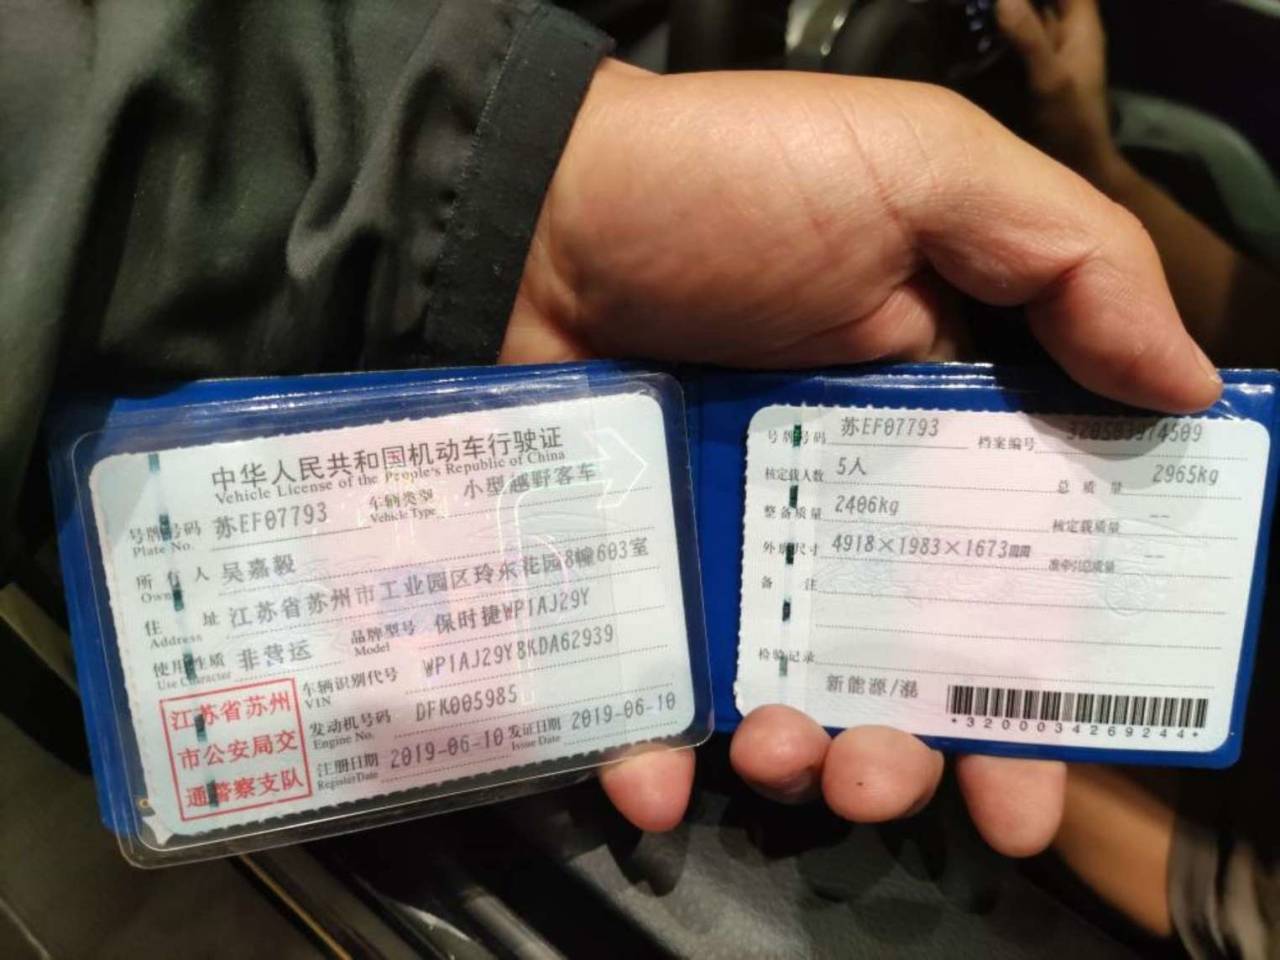 中华人民共和国机动车行驶证
Vehicle License of the People's Republic of China
号牌号码 苏EF07793 车辆类型 小型越野客车
Plate No. Vehicle Type
所有人 吴嘉毅
Owner
住址 江苏省苏州市工业园区玲珑花园8幢603室
Address
使用性质 非营运 品牌型号 保时捷WP1AJ29Y
Use Character Model
江苏省苏州
市公安局交
通警察支队
车辆识别代号 WP1AJ29Y8KDA62939
VIN
发动机号码 DFK005985
Engine No.
注册日期 2019-06-10 发证日期 2019-06-10
Register Date Issue Date
号牌号码 苏EF07793 档案编号
核定载人数 5人 总质量 2965kg
整备质量 2406kg 核定载质量 --
外廓尺寸 4918×1983×1673mm 准牵引总质量 --
备注
检验记录
新能源/混
*3200034269244*